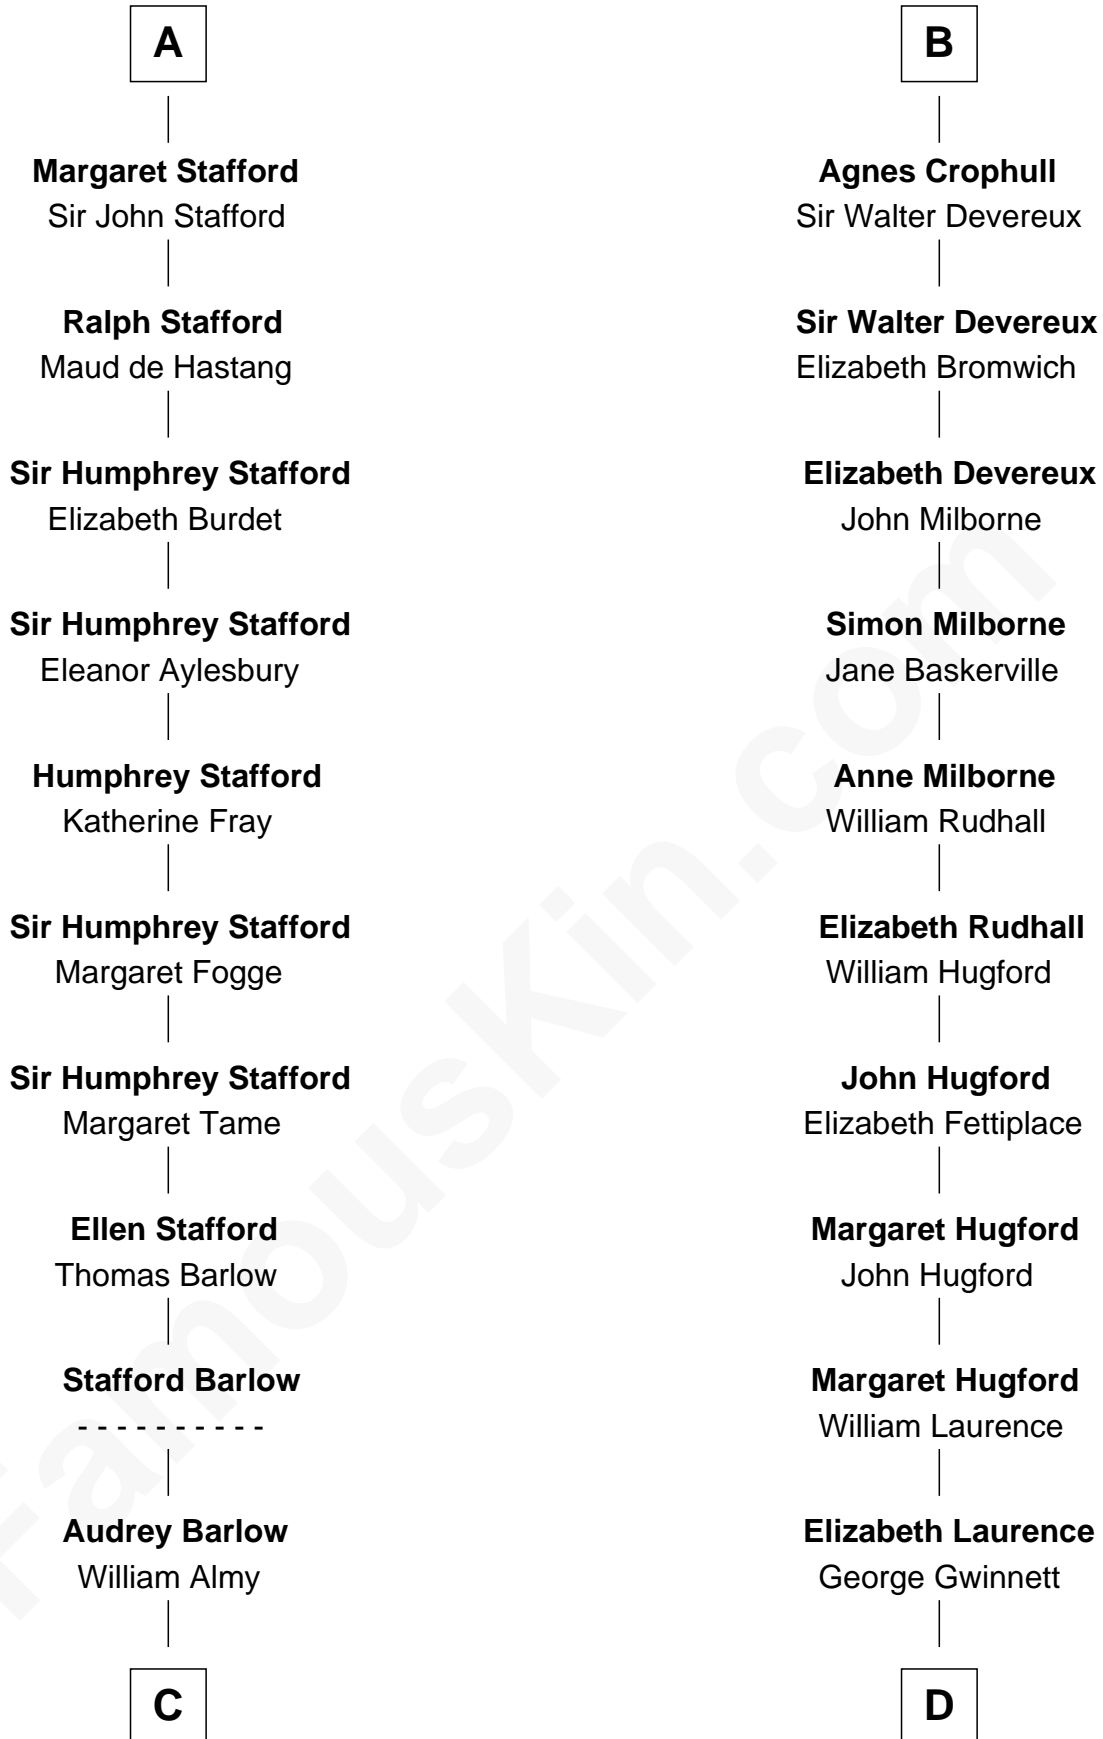 A
Margaret Stafford
Sir John Stafford
Ralph Stafford
Maud de Hastang
Sir Humphrey Stafford
Elizabeth Burdet
Sir Humphrey Stafford
Eleanor Aylesbury
Humphrey Stafford
Katherine Fray
Sir Humphrey Stafford
Margaret Fogge
Sir Humphrey Stafford
Margaret Tame
Ellen Stafford
Thomas Barlow
Stafford Barlow
- - - - - - - - - -
Audrey Barlow
William Almy
C
B
Agnes Crophull
Sir Walter Devereux
Sir Walter Devereux
Elizabeth Bromwich
Elizabeth Devereux
John Milborne
Simon Milborne
Jane Baskerville
Anne Milborne
William Rudhall
Elizabeth Rudhall
William Hugford
John Hugford
Elizabeth Fettiplace
Margaret Hugford
John Hugford
Margaret Hugford
William Laurence
Elizabeth Laurence
George Gwinnett
D
FamousKin.com